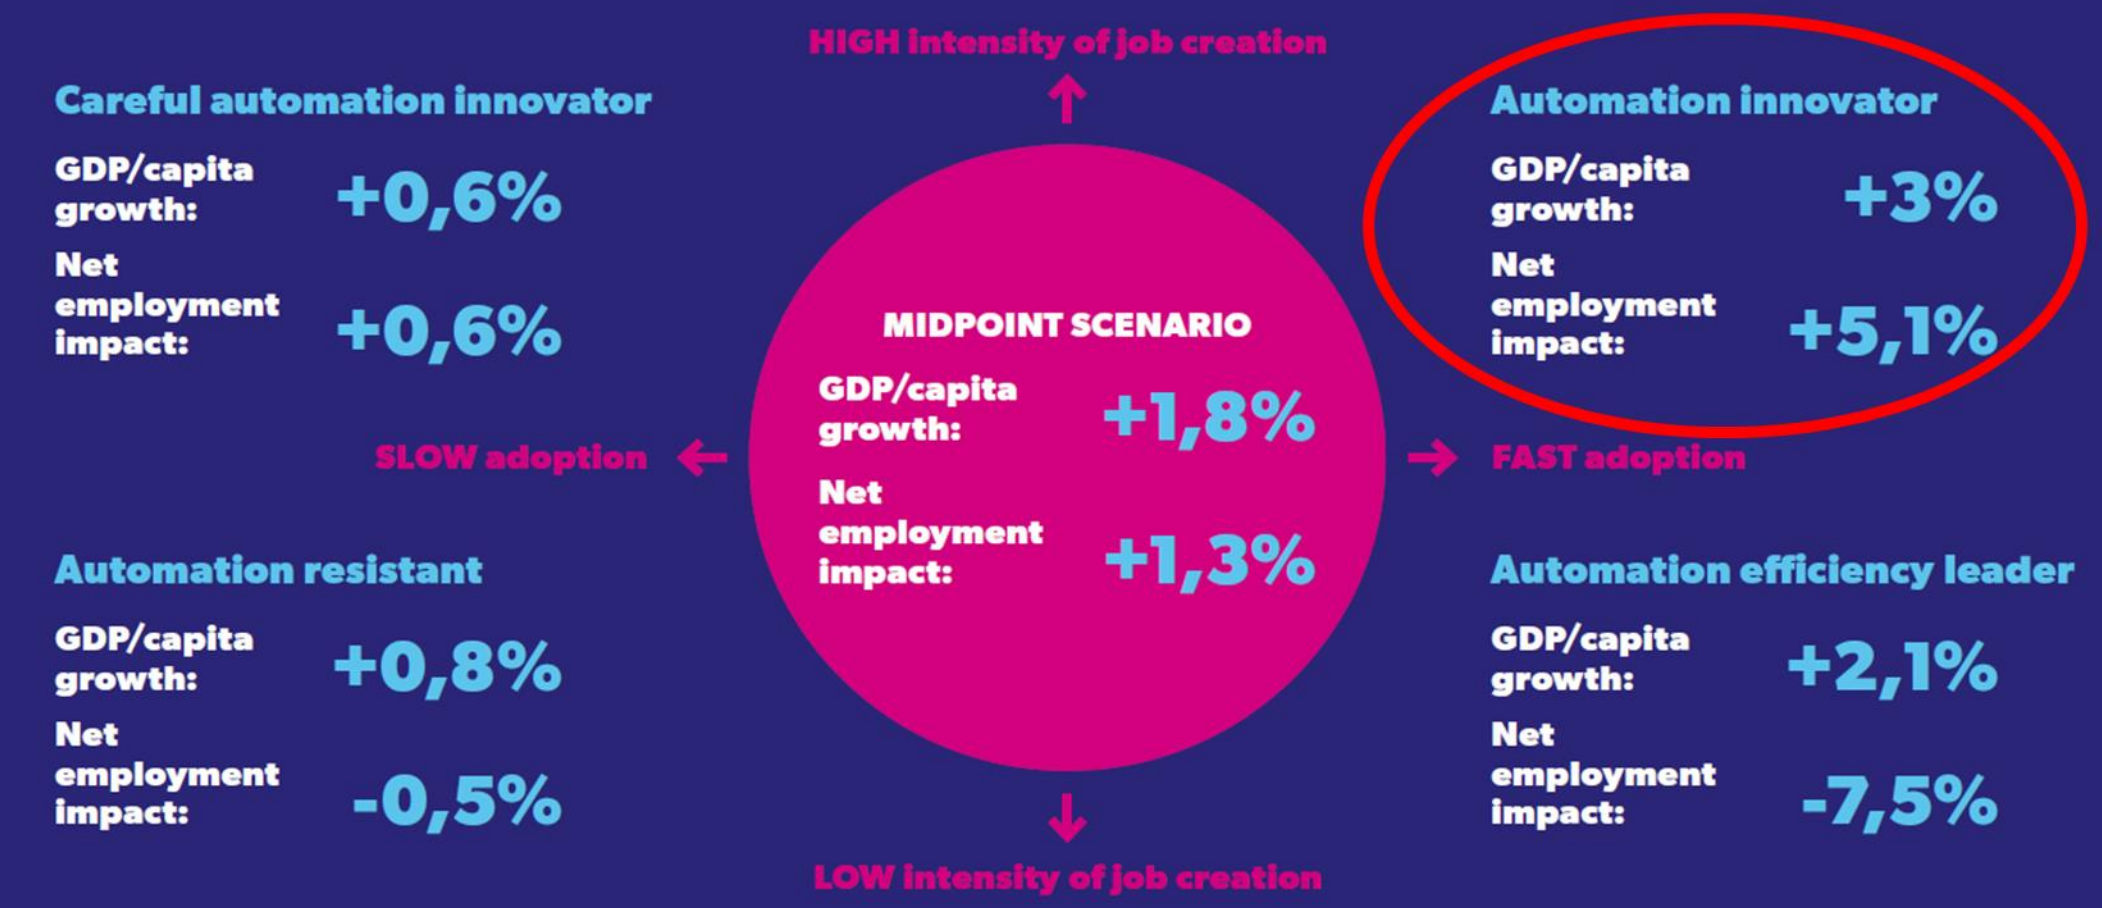 HIGH intensity of job creation
Careful automation innovator
GDP/capita
growth:
+0,6%
Net
employment
impact:
+0,6%
Automation innovator
GDP/capita
growth:
+3%
Net
employment
impact:
+5,1%
MIDPOINT SCENARIO
GDP/capita
growth:
+1,8%
Net
employment
impact:
+1,3%
SLOW adoption
FAST adoption
Automation resistant
GDP/capita
growth:
+0,8%
Net
employment
impact:
-0,5%
Automation efficiency leader
GDP/capita
growth:
+2,1%
Net
employment
impact:
-7,5%
LOW intensity of job creation